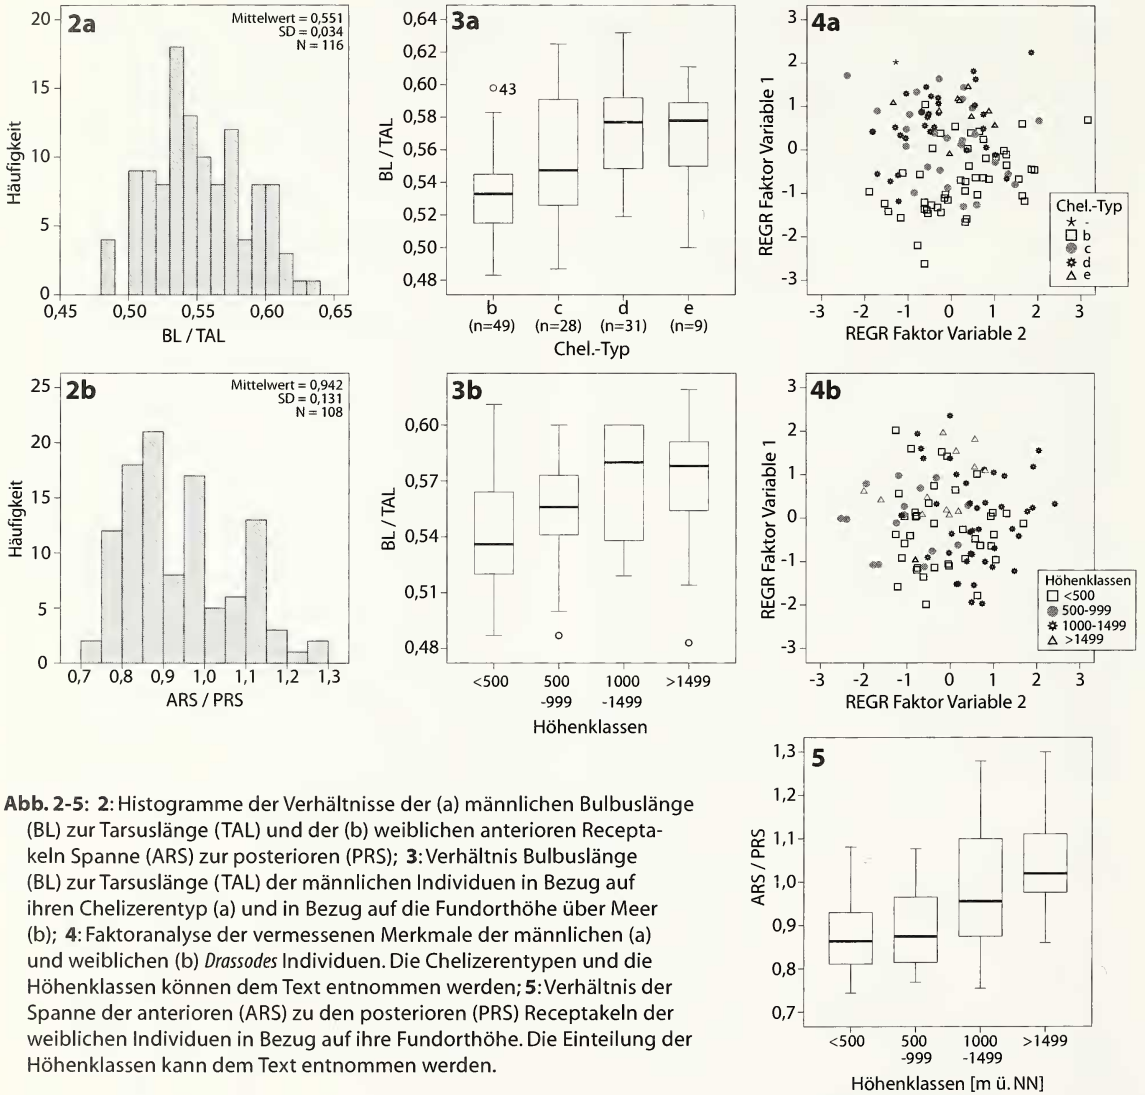 2a
Mittelwert = 0,551
SD = 0,034
N = 116
20
15
10
5
0
Häufigkeit
0,45 0,50 0,55 0,60 0,65
BL / TAL
3a
0,64
0,62
0,60
0,58
0,56
0,54
0,52
0,50
0,48
BL / TAL
43
b c d e
(n=49) (n=28) (n=31) (n=9)
Chel.-Typ
4a
3
2
1
0
-1
-2
-3
REGR Faktor Variable 1
-3 -2 -1 0 1 2 3
REGR Faktor Variable 2
Chel.-Typ
-
b
c
d
e
2b
Mittelwert = 0,942
SD = 0,131
N = 108
25
20
15
10
5
0
Häufigkeit
0,7 0,8 0,9 1,0 1,1 1,2 1,3
ARS / PRS
3b
0,60
0,57
0,54
0,51
0,48
BL / TAL
<500 500 1000 >1499
-999 -1499
Höhenklassen
4b
3
2
1
0
-1
-2
-3
REGR Faktor Variable 1
-3 -2 -1 0 1 2 3
REGR Faktor Variable 2
Höhenklassen
<500
500-999
1000-1499
>1499
5
1,3
1,2
1,1
1,0
0,9
0,8
0,7
ARS / PRS
<500 500 1000 >1499
-999 -1499
Höhenklassen [m ü. NN]
Abb. 2-5: 2: Histogramme der Verhältnisse der (a) männlichen Bulbuslänge
(BL) zur Tarsuslänge (TAL) und der (b) weiblichen anterioren Recepta-
keln Spanne (ARS) zur posterioren (PRS); 3: Verhältnis Bulbuslänge
(BL) zur Tarsuslänge (TAL) der männlichen Individuen in Bezug auf
ihren Chelizerentyp (a) und in Bezug auf die Fundorthöhe über Meer
(b); 4: Faktoranalyse der vermessenen Merkmale der männlichen (a)
und weiblichen (b) Drassodes Individuen. Die Chelizerentypen und die
Höhenklassen können dem Text entnommen werden; 5: Verhältnis der
Spanne der anterioren (ARS) zu den posterioren (PRS) Receptakeln der
weiblichen Individuen in Bezug auf ihre Fundorthöhe. Die Einteilung der
Höhenklassen kann dem Text entnommen werden.